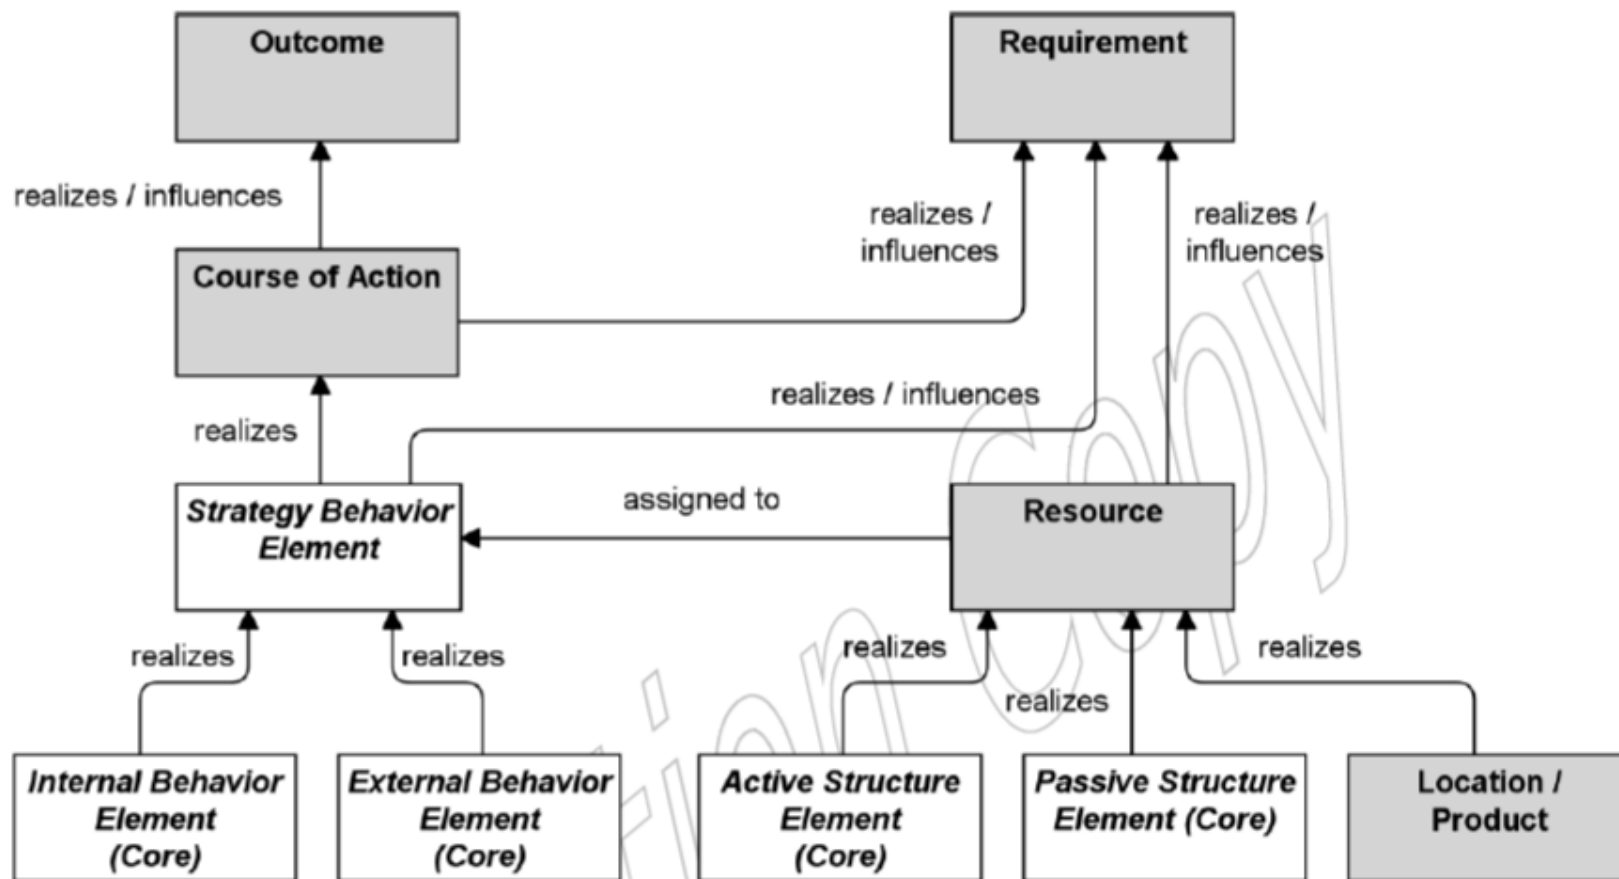 Outcome
Requirement
realizes / influences
realizes /
influences
realizes /
influences
Course of Action
realizes / influences
realizes
Strategy Behavior
Element
assigned to
Resource
realizes
realizes
realizes
realizes
realizes
Internal Behavior
Element
(Core)
External Behavior
Element
(Core)
Active Structure
Element
(Core)
Passive Structure
Element (Core)
Location /
Product
tion Copy